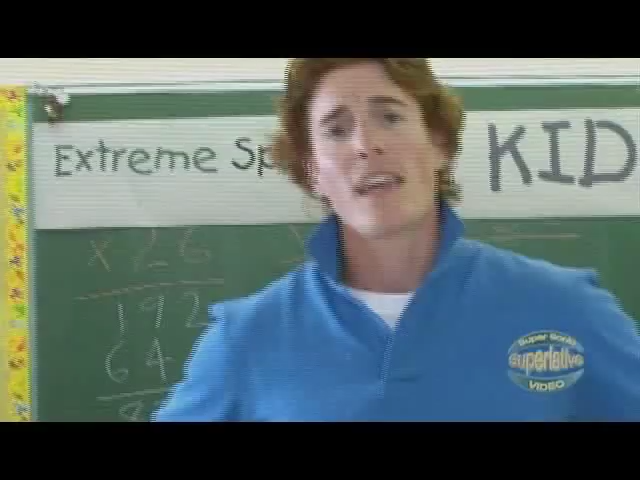 Extreme Sp
KID
x 26
192
64
Super Sonic
superlative
VIDEO